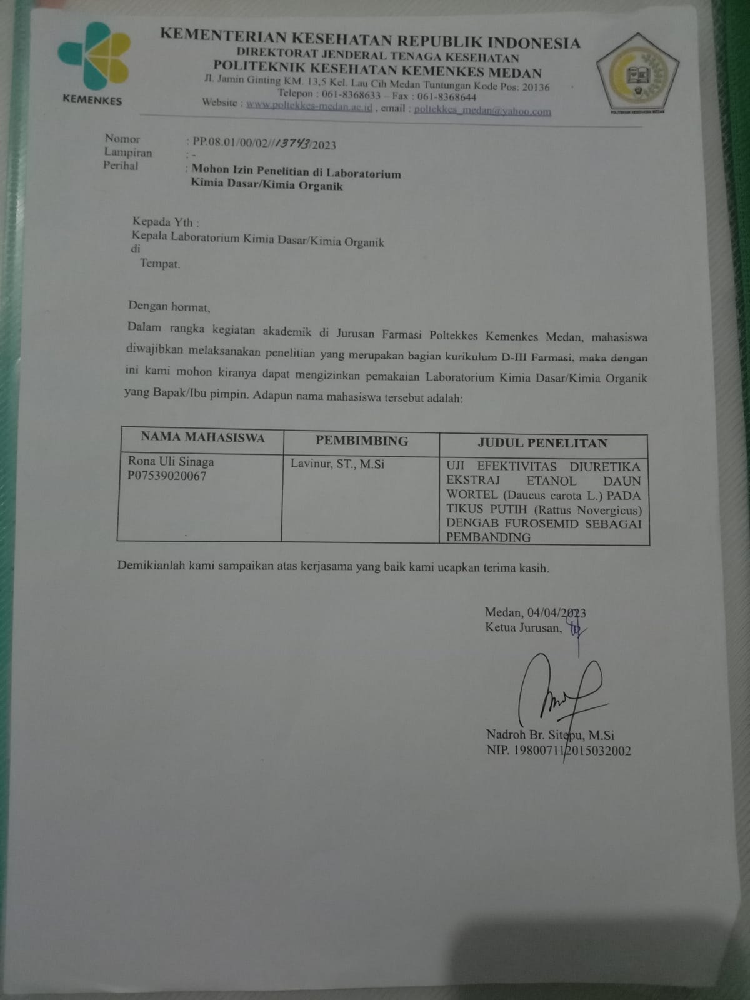 KEMENKES
KEMENTERIAN KESEHATAN REPUBLIK INDONESIA
DIREKTORAT JENDERAL TENAGA KESEHATAN
POLITEKNIK KESEHATAN KEMENKES MEDAN
Jl. Jamin Ginting KM. 13,5 Kel. Lau Cih Medan Tuntungan Kode Pos: 20136
Telepon : 061-8368633 – Fax : 061-8368644
Website : www.poltekkes-medan.ac.id , email : poltekkes_medan@yahoo.com
POLITEKNIK KESEHATAN MEDAN
Nomor : PP.08.01/00/02//13743/2023
Lampiran : -
Perihal : Mohon Izin Penelitian di Laboratorium
Kimia Dasar/Kimia Organik
Kepada Yth :
Kepala Laboratorium Kimia Dasar/Kimia Organik
di
Tempat.
Dengan hormat,
Dalam rangka kegiatan akademik di Jurusan Farmasi Poltekkes Kemenkes Medan, mahasiswa
diwajibkan melaksanakan penelitian yang merupakan bagian kurikulum D-III Farmasi, maka dengan
ini kami mohon kiranya dapat mengizinkan pemakaian Laboratorium Kimia Dasar/Kimia Organik
yang Bapak/Ibu pimpin. Adapun nama mahasiswa tersebut adalah:
NAMA MAHASISWA PEMBIMBING JUDUL PENELITAN
Rona Uli Sinaga
P07539020067
Lavinur, ST., M.Si
UJI EFEKTIVITAS DIURETIKA
EKSTRAJ ETANOL DAUN
WORTEL (Daucus carota L.) PADA
TIKUS PUTIH (Rattus Novergicus)
DENGAB FUROSEMID SEBAGAI
PEMBANDING
Demikianlah kami sampaikan atas kerjasama yang baik kami ucapkan terima kasih.
Medan, 04/04/2023
Ketua Jurusan,
Nadroh Br. Sitepu, M.Si
NIP. 198007112015032002